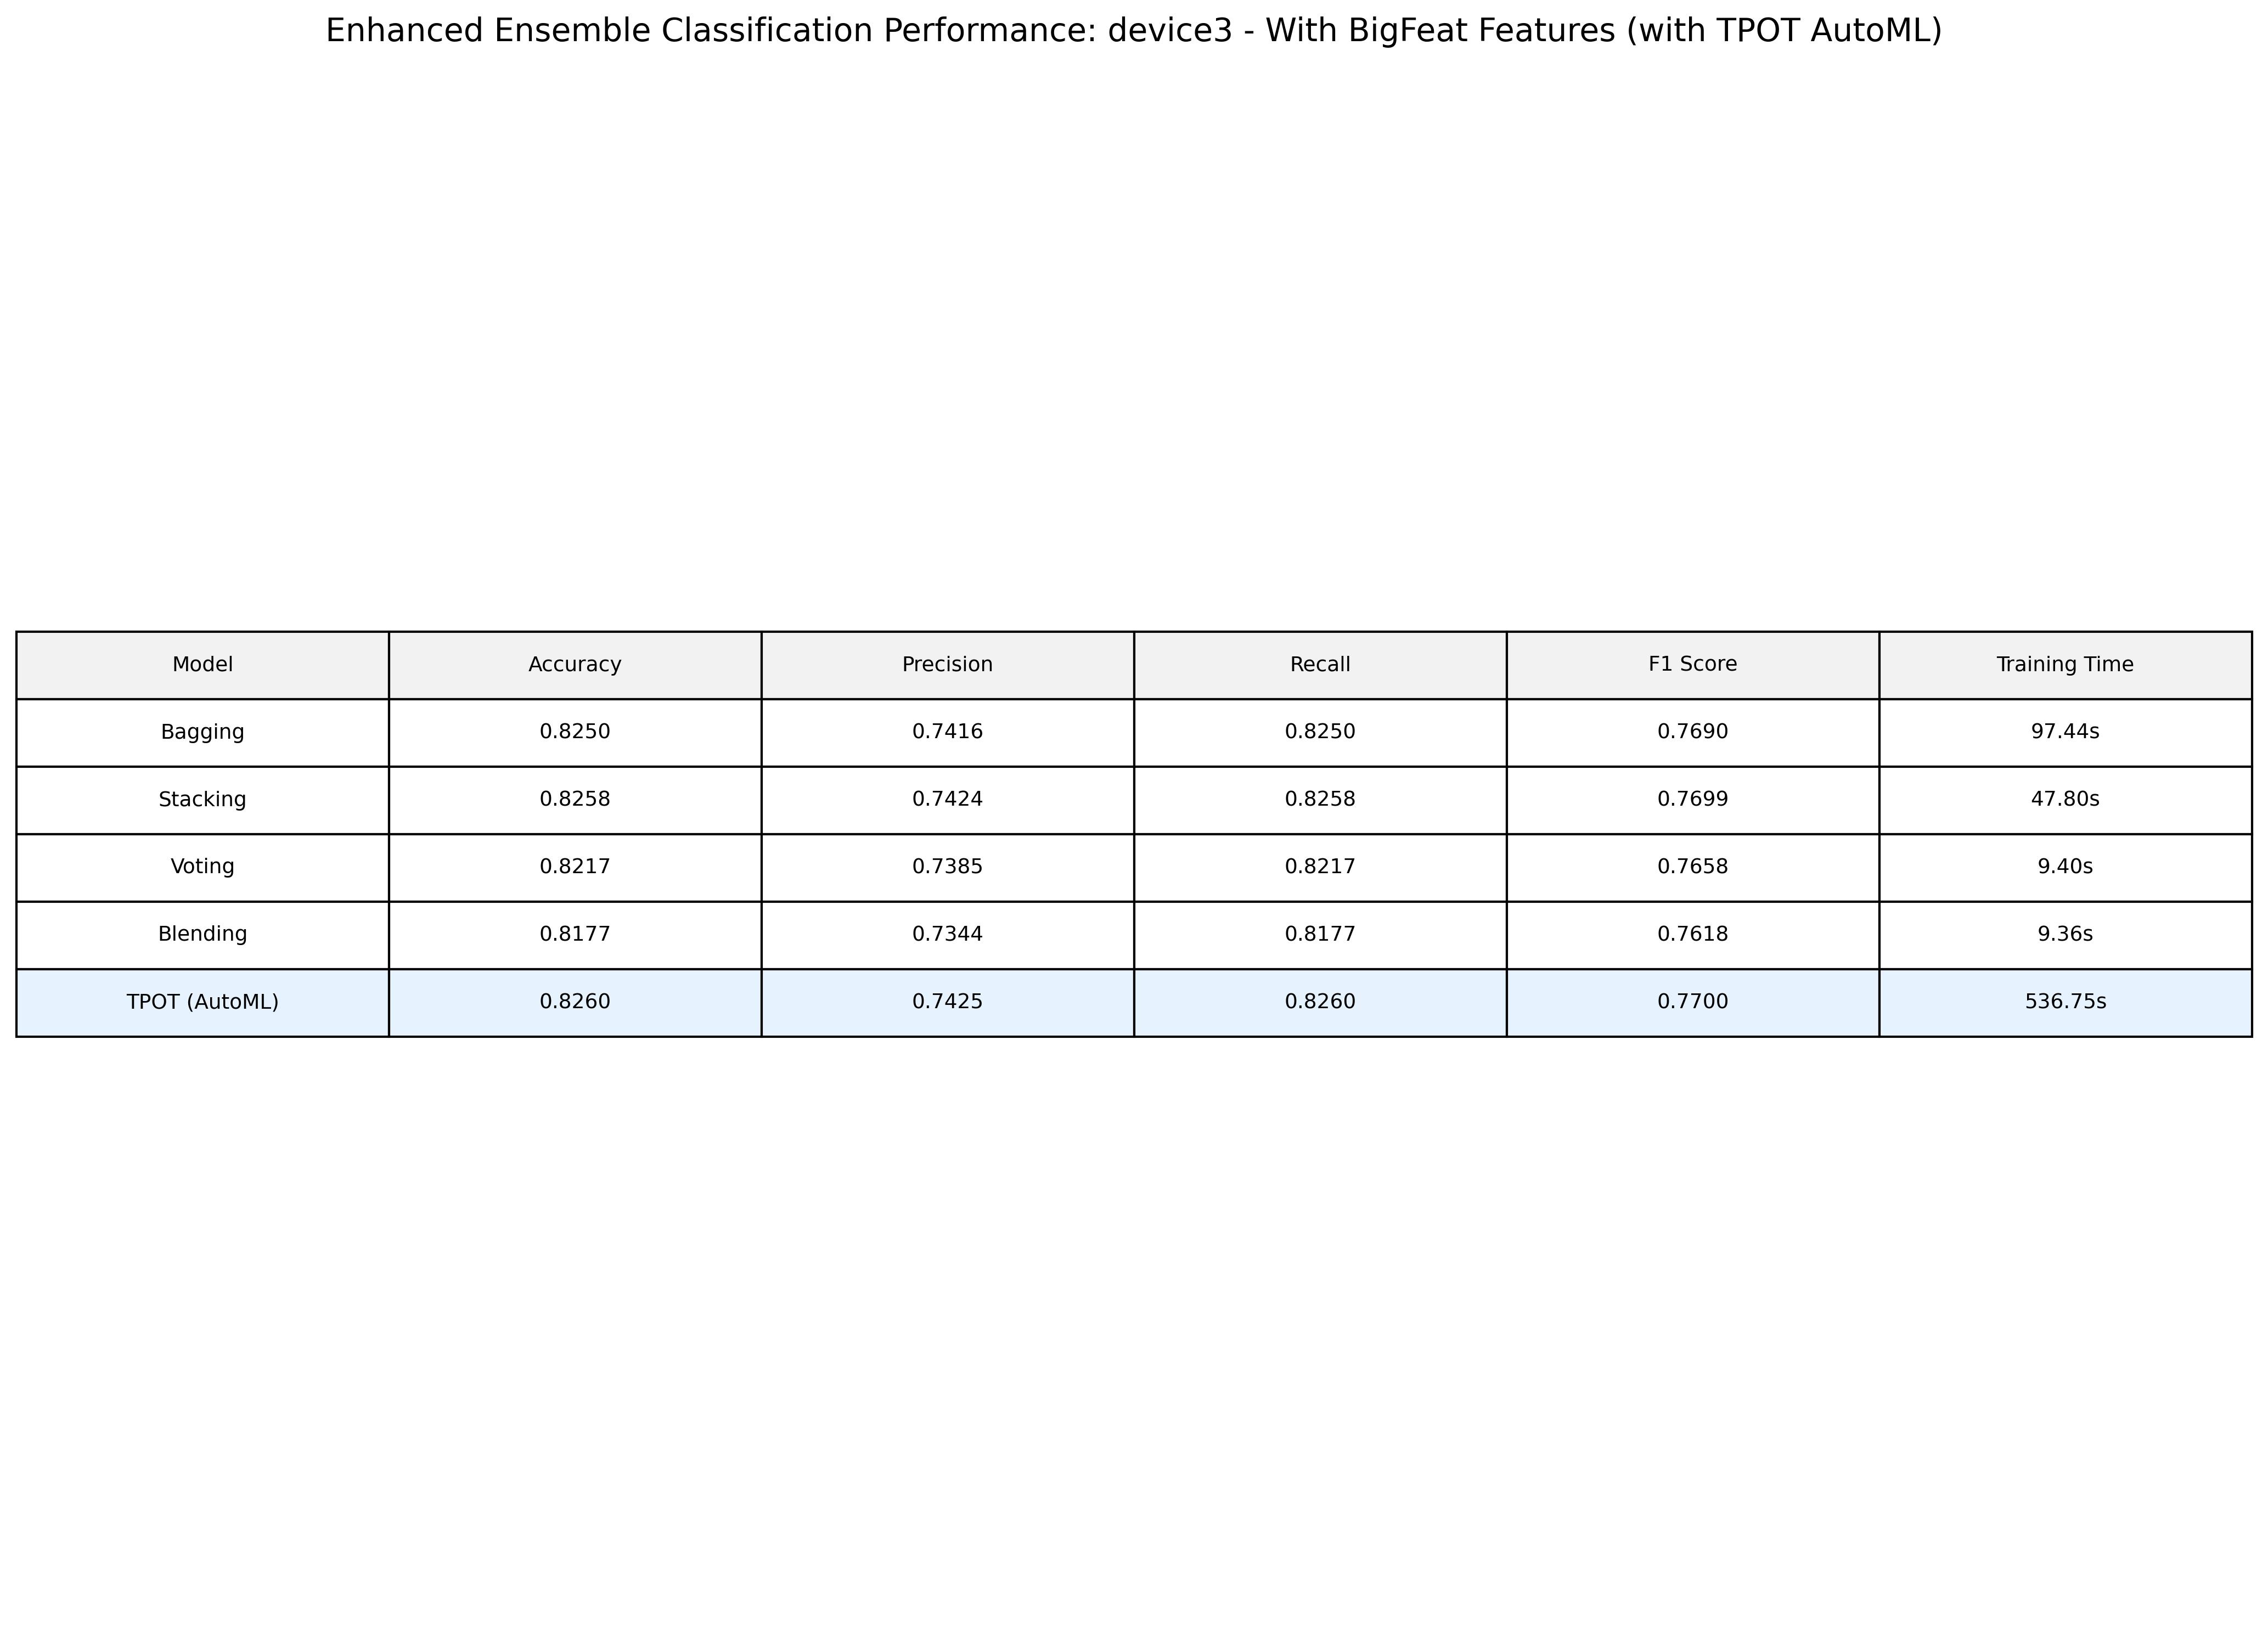 Enhanced Ensemble Classification Performance: device3 - With BigFeat Features (with TPOT AutoML)
Model Accuracy Precision Recall F1 Score Training Time
Bagging 0.8250 0.7416 0.8250 0.7690 97.44s
Stacking 0.8258 0.7424 0.8258 0.7699 47.80s
Voting 0.8217 0.7385 0.8217 0.7658 9.40s
Blending 0.8177 0.7344 0.8177 0.7618 9.36s
TPOT (AutoML) 0.8260 0.7425 0.8260 0.7700 536.75s